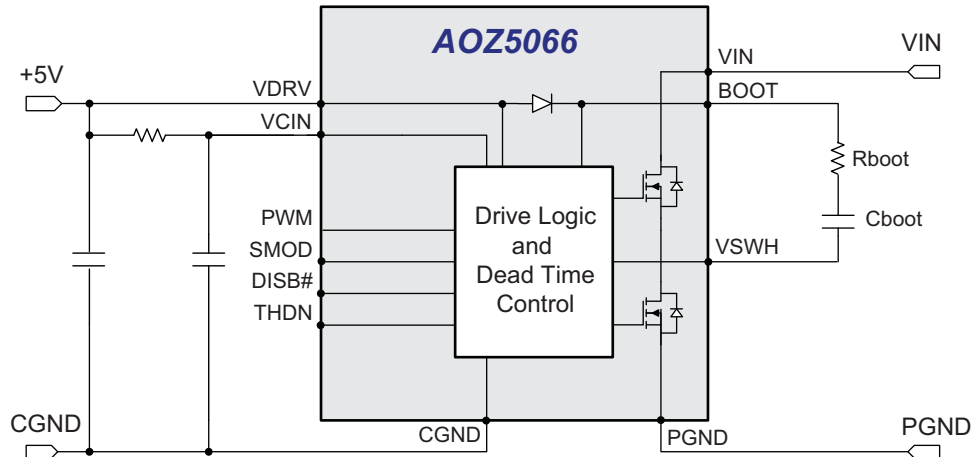 AOZ5066
VIN
VIN
+5V
VDRV
BOOT
VCIN
Rboot
Drive Logic
and
Dead Time
Control
PWM
Cboot
SMOD
VSWH
DISB#
THDN
CGND
CGND
PGND
PGND